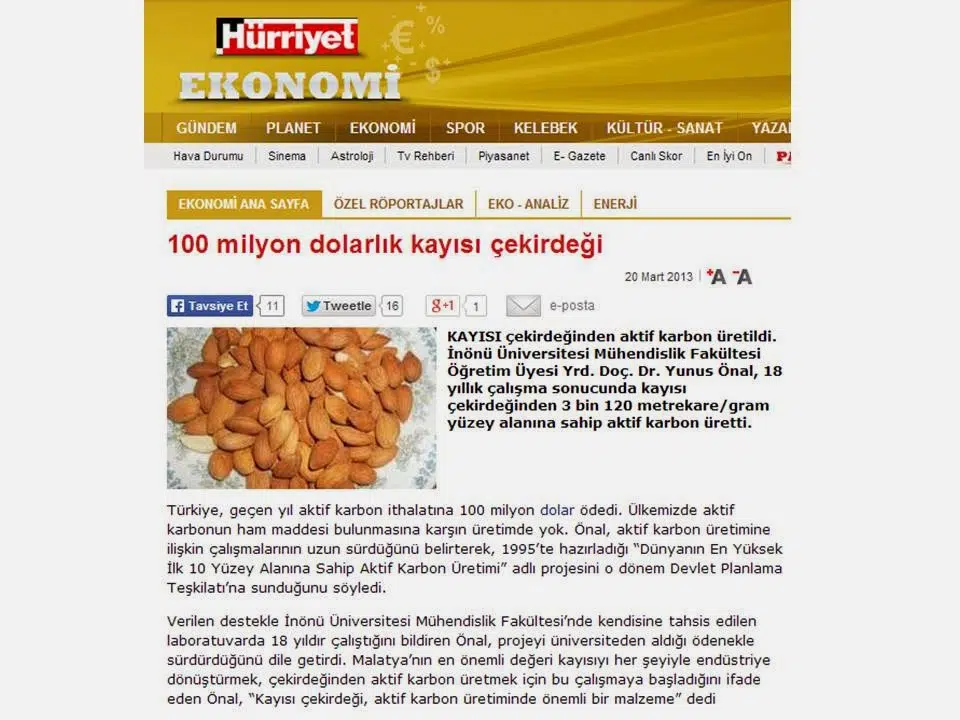 Hürriyet
€ %
$
EKONOMİ
GÜNDEM PLANET EKONOMİ SPOR KELEBEK KÜLTÜR - SANAT
Hava Durumu Sinema Astroloji Tv Rehberi Piyasanet E- Gazete Canlı Skor En İyi On
EKONOMİ ANA SAYFA ÖZEL RÖPORTAJLAR EKO - ANALİZ ENERJİ
100 milyon dolarlık kayısı çekirdeği
20 Mart 2013 +A -A
Tavsiye Et 11 Tweetle 16 g+1 1 e-posta
KAYISI çekirdeğinden aktif karbon üretildi.
İnönü Üniversitesi Mühendislik Fakültesi
Öğretim Üyesi Yrd. Doç. Dr. Yunus Önal, 18
yıllık çalışma sonucunda kayısı
çekirdeğinden 3 bin 120 metrekare/gram
yüzey alanına sahip aktif karbon üretti.
Türkiye, geçen yıl aktif karbon ithalatına 100 milyon dolar ödedi. Ülkemizde aktif
karbonun ham maddesi bulunmasına karşın üretimde yok. Önal, aktif karbon üretimine
ilişkin çalışmalarının uzun sürdüğünü belirterek, 1995’te hazırladığı “Dünyanın En Yüksek
İlk 10 Yüzey Alanına Sahip Aktif Karbon Üretimi” adlı projesini o dönem Devlet Planlama
Teşkilatı’na sunduğunu söyledi.
Verilen destekle İnönü Üniversitesi Mühendislik Fakültesi’nde kendisine tahsis edilen
laboratuvarda 18 yıldır çalıştığını bildiren Önal, projeyi üniversiteden aldığı ödenekle
sürdürdüğünü dile getirdi. Malatya’nın en önemli değeri kayısıyı her şeyiyle endüstriye
dönüştürmek, çekirdeğinden aktif karbon üretmek için bu çalışmaya başladığını ifade
eden Önal, “Kayısı çekirdeği, aktif karbon üretiminde önemli bir malzeme” dedi